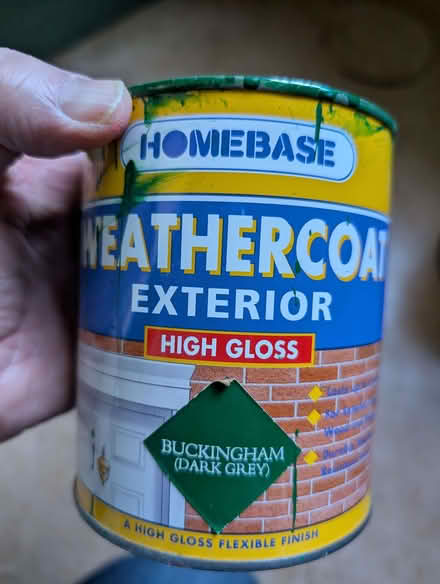 HOMEBASE
WEATHERCOAT
EXTERIOR
HIGH GLOSS
BUCKINGHAM
(DARK GREY)
A HIGH GLOSS FLEXIBLE FINISH